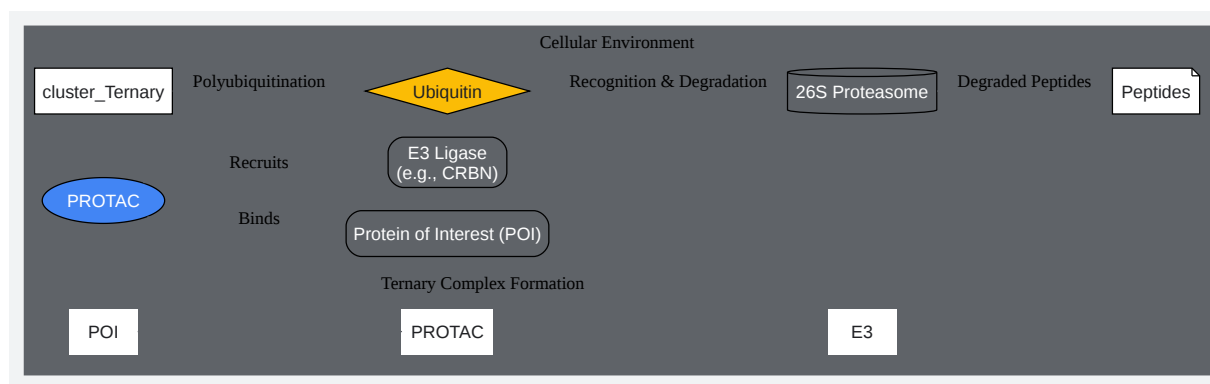 Cellular Environment
cluster_Ternary
Polyubiquitination
Ubiquitin
Recognition & Degradation
26S Proteasome
Degraded Peptides
Peptides
Recruits
E3 Ligase
(e.g., CRBN)
PROTAC
Binds
Protein of Interest (POI)
Ternary Complex Formation
POI
PROTAC
E3